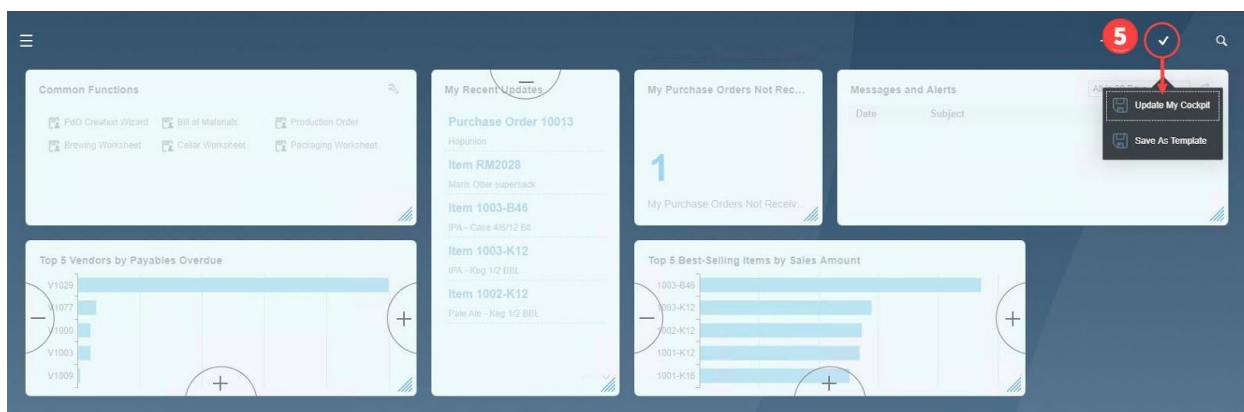 5
Common Functions
PdO Creation Wizard Bill of Materials Production Order
Brewing Worksheet Cellar Worksheet Packaging Worksheet
My Recent Updates
Purchase Order 10013
Hopunion
Item RM2028
Maris Otter supersack
Item 1003-B46
IPA - Case 4/6/12 Btl
Item 1003-K12
IPA - Keg 1/2 BBL
Item 1002-K12
Pale Ale - Keg 1/2 BBL
My Purchase Orders Not Rec...
1
My Purchase Orders Not Receiv...
Messages and Alerts
Date Subject
Update My Cockpit
Save As Template
Top 5 Vendors by Payables Overdue
V1029
V1077
V1000
V1003
V1009
Top 5 Best-Selling Items by Sales Amount
1003-B46
1003-K12
1002-K12
1001-K12
1001-K16